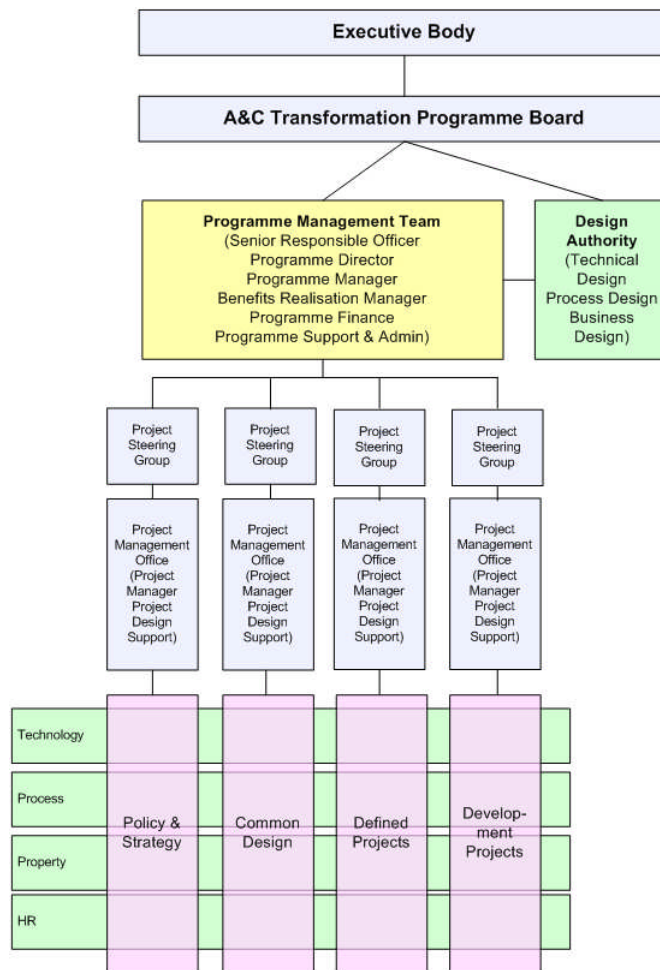 Executive Body
A&C Transformation Programme Board
Programme Management Team
(Senior Responsible Officer
Programme Director
Programme Manager
Benefits Realisation Manager
Programme Finance
Programme Support & Admin)
Design
Authority
(Technical
Design
Process Design
Business
Design)
Project
Steering
Group
Project
Steering
Group
Project
Steering
Group
Project
Steering
Group
Project
Management
Office
(Project
Manager
Project
Design
Support)
Project
Management
Office
(Project
Manager
Project
Design
Support)
Project
Management
Office
(Project
Manager
Project
Design
Support)
Project
Management
Office
(Project
Manager
Project
Design
Support)
Technology
Process
Property
HR
Policy &
Strategy
Common
Design
Defined
Projects
Develop-
ment
Projects